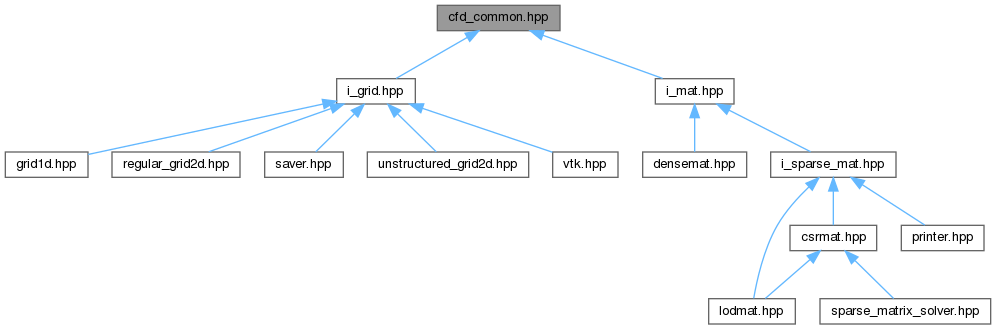 cfd_common.hpp
i_grid.hpp
i_mat.hpp
grid1d.hpp
regular_grid2d.hpp
saver.hpp
unstructured_grid2d.hpp
vtk.hpp
densemat.hpp
i_sparse_mat.hpp
csrmat.hpp
printer.hpp
lodmat.hpp
sparse_matrix_solver.hpp